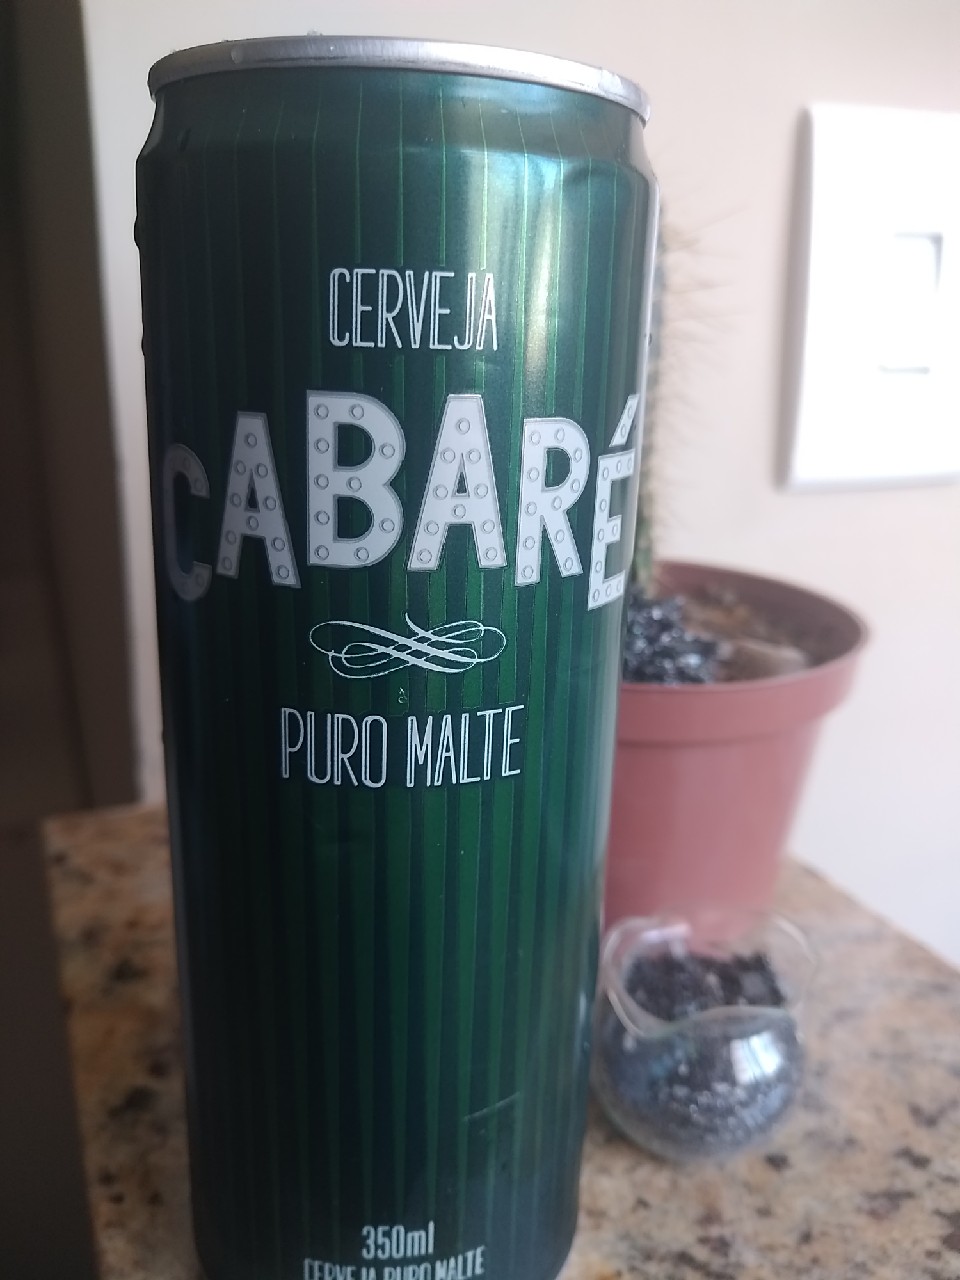 CERVEJA
CABARÉ
PURO MALTE
350ml
CERVEJA PURO MALTE